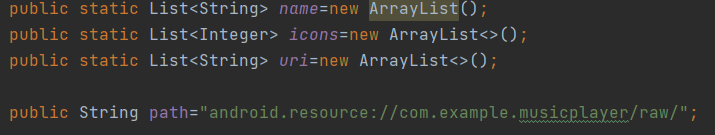 public static List<String> name=new ArrayList();
public static List<Integer> icons=new ArrayList<>();
public static List<String> uri=new ArrayList<>();
public String path="android.resource://com.example.musicplayer/raw/";